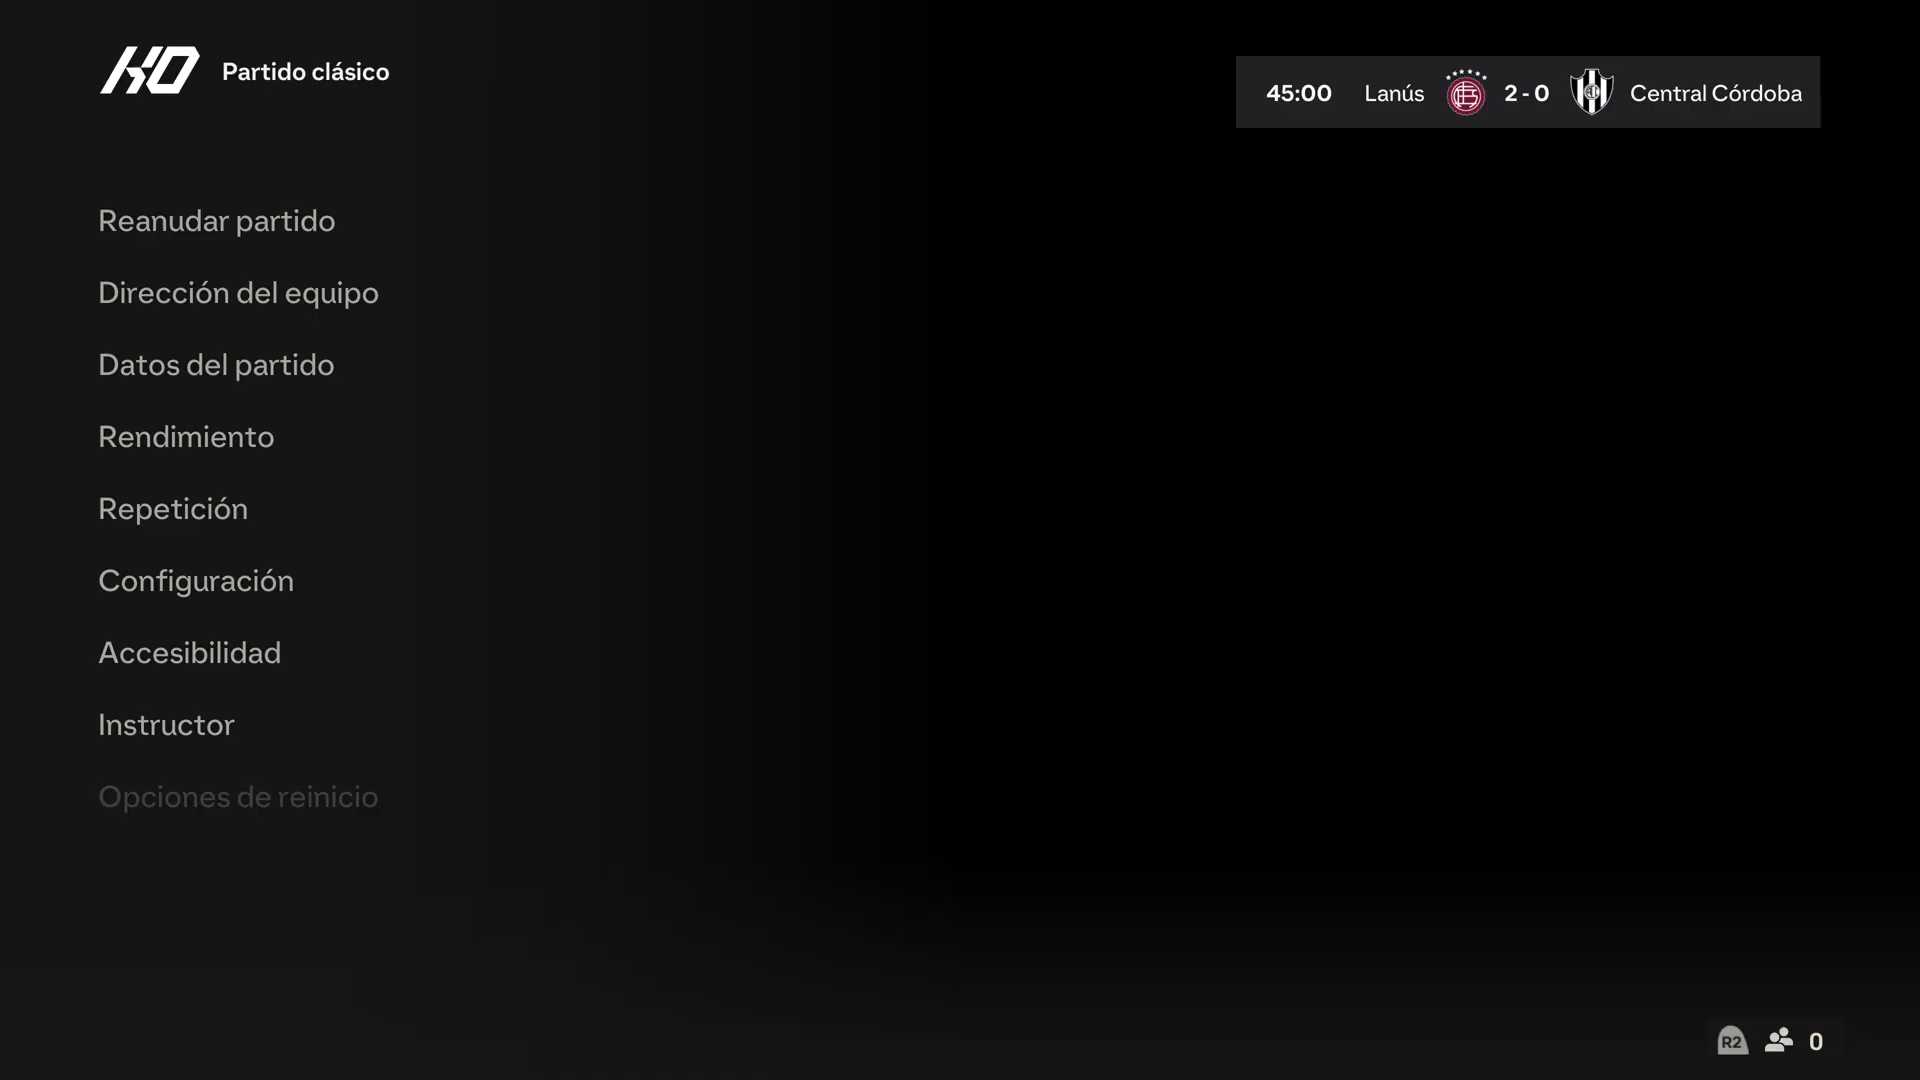 KO Partido clásico
45:00 Lanús 2 - 0 Central Córdoba
Reanudar partido
Dirección del equipo
Datos del partido
Rendimiento
Repetición
Configuración
Accesibilidad
Instructor
Opciones de reinicio
R2 0